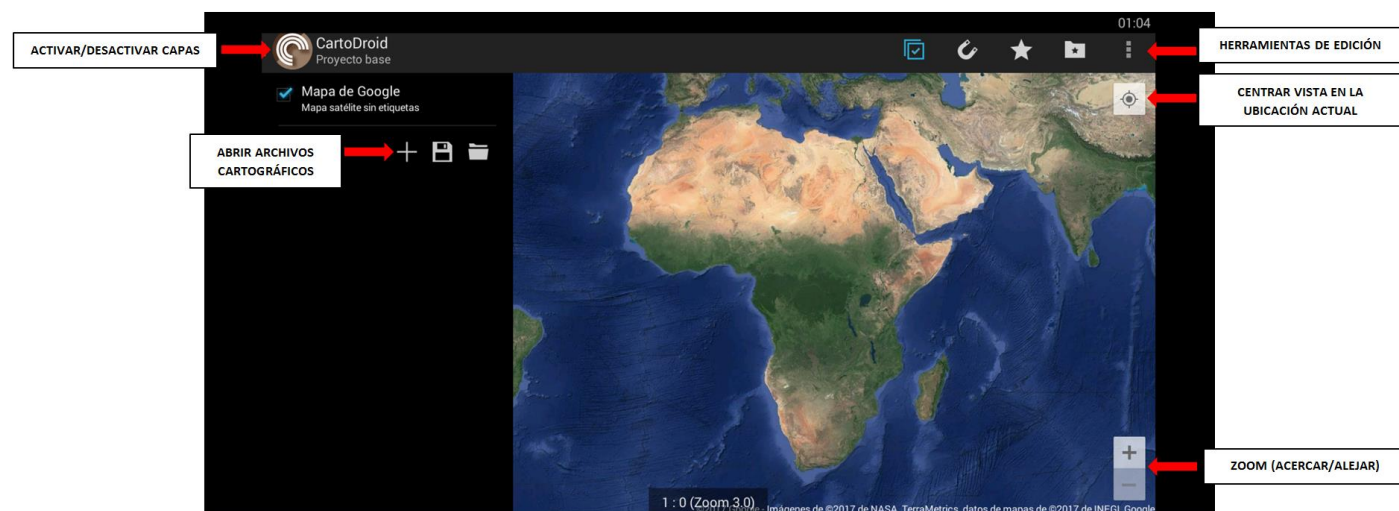 01:04
ACTIVAR/DESACTIVAR CAPAS
CartoDroid
Proyecto base
HERRAMIENTAS DE EDICIÓN
Mapa de Google
Mapa satélite sin etiquetas
CENTRAR VISTA EN LA
UBICACIÓN ACTUAL
ABRIR ARCHIVOS
CARTOGRÁFICOS
ZOOM (ACERCAR/ALEJAR)
1 : 0 (Zoom 3.0)
Imágenes de ©2017 de NASA, TerraMetrics, datos de mapas de ©2017 de INEGI, Google